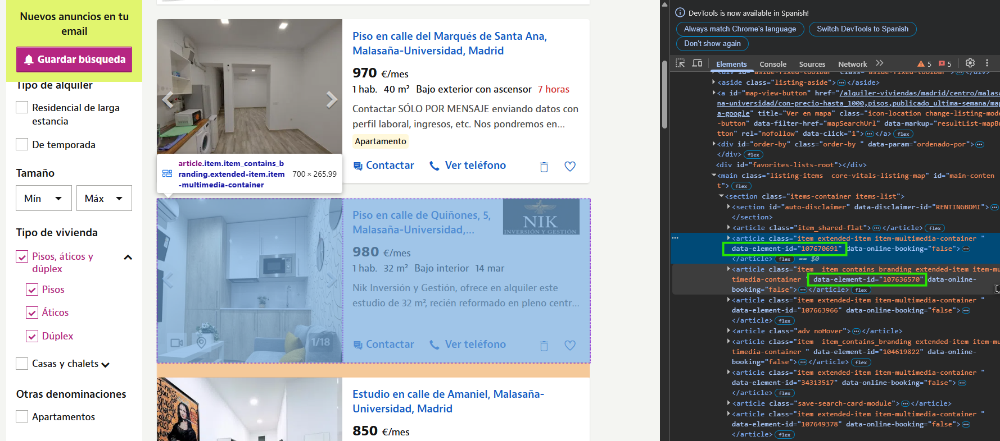 Nuevos anuncios en tu
email
Guardar búsqueda
Tipo de alquiler
Residencial de larga
estancia
De temporada
Tamaño
Mín
Máx
Tipo de vivienda
Pisos, áticos y
dúplex
Pisos
Áticos
Dúplex
Casas y chalets
Otras denominaciones
Apartamentos
Piso en calle del Marqués de Santa Ana,
Malasaña-Universidad, Madrid
970 €/mes
1 hab. 40 m² Bajo exterior con ascensor 7 horas
Contactar SÓLO POR MENSAJE enviando datos con
perfil laboral, ingresos, etc. Nos pondremos en...
Apartamento
Contactar
Ver teléfono
article.item.item_contains_b
randing.extended-item.item
-multimedia-container
700 × 265.99
Piso en calle de Quiñones, 5,
Malasaña-Universidad,...
NIK
INVERSIÓN Y GESTIÓN
980 €/mes
1 hab. 32 m² Bajo interior 14 mar
Nik Inversión y Gestión, ofrece en alquiler este
estudio de 32 m², recién reformado en pleno centr...
1/18
Contactar
Ver teléfono
Estudio en calle de Amaniel, Malasaña-
Universidad, Madrid
850 €/mes
DevTools is now available in Spanish!
Always match Chrome's language
Switch DevTools to Spanish
Don't show again
Elements
Console
Sources
Network
5
5
<div id="aside-fixed-toolbar" class="aside-fixed-toolbar">…</div>
<aside class="listing-aside">…</aside>
<a id="map-view-button" href="/alquiler-viviendas/madrid/centro/malasa
na-universidad/con-precio-hasta_1000,pisos,publicado_ultima-semana/map
a-google" title="Ver en mapa" class="icon-location change-listing-mode
-button" data-filter-href="mapSearchUrl" data-markup="resultList-mapBu
tton" rel="nofollow" data-click="1">…</a> flex
<div id="order-by" class="order-by " data-param="ordenado-por">…
</div> flex
<div id="favorites-lists-root"></div>
<main class="listing-items  core-vitals-listing-map" id="main-conten
t"> flex
<section class="items-container items-list">
<section id="auto-disclaimer" data-disclaimer-id="RENTINGBDMI">…
</section>
<article class="item_shared-flat">…</article> flex
<article class="item extended-item item-multimedia-container "
data-element-id="107670691" data-online-booking="false">…
</article> flex == $0
<article class="item  item_contains_branding extended-item item-mul
timedia-container " data-element-id="107636570" data-online-
booking="false">…</article> flex
<article class="item extended-item item-multimedia-container "
data-element-id="107663966" data-online-booking="false">…
</article> flex
<article class="adv noHover">…</article>
<article class="item  item_contains_branding extended-item item-mul
timedia-container " data-element-id="104619822" data-online-
booking="false">…</article> flex
<article class="item extended-item item-multimedia-container "
data-element-id="34313517" data-online-booking="false">…
</article> flex
<article class="save-search-card-module">…</article>
<article class="item extended-item item-multimedia-container "
data-element-id="107649378" data-online-booking="false">…
</article> flex